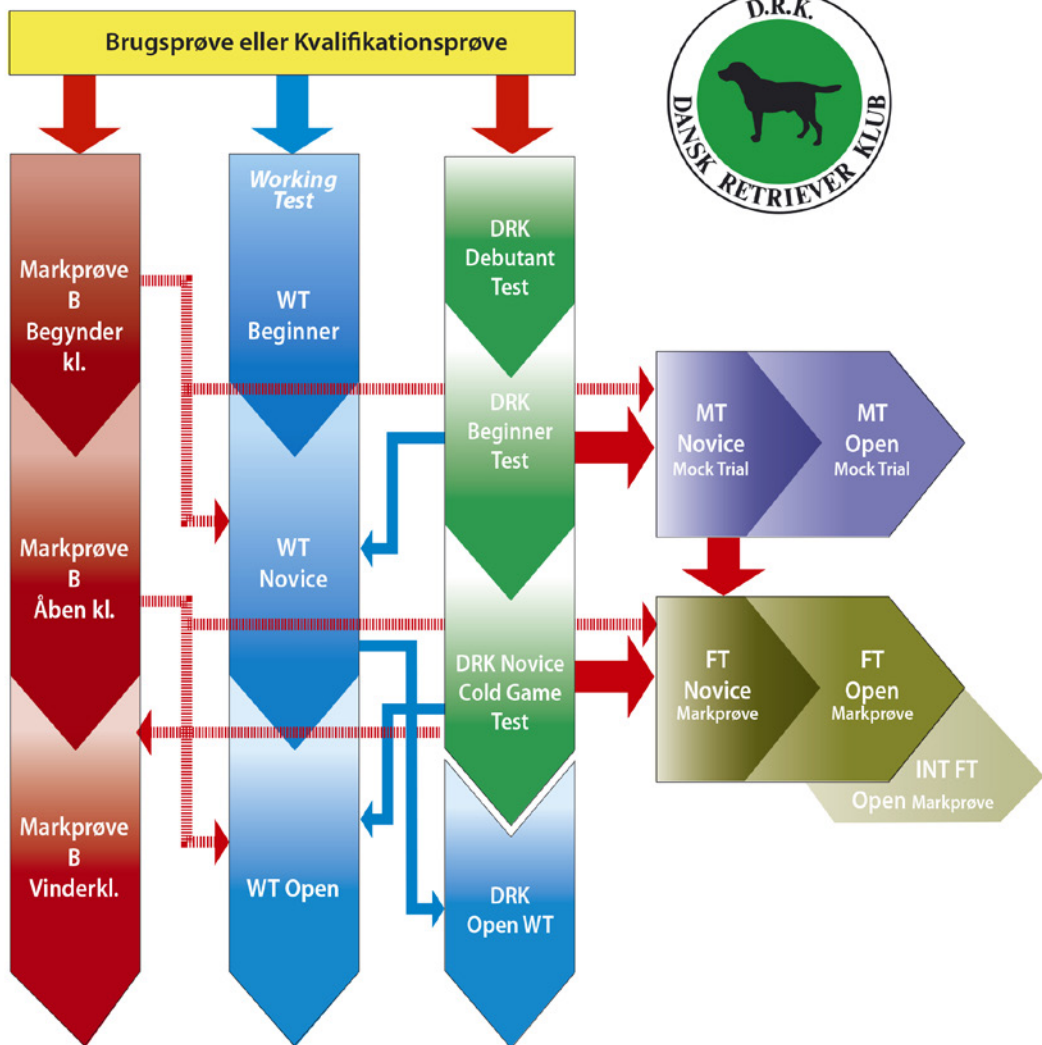 Brugsprøve eller Kvalifikationsprøve
D.R.K.
DANSK RETRIEVER KLUB
Markprøve
B
Begynder
kl.
Markprøve
B
Åben kl.
Markprøve
B
Vinderkl.
Working
Test
WT
Beginner
WT
Novice
WT Open
DRK
Debutant
Test
DRK
Beginner
Test
DRK Novice
Cold Game
Test
DRK
Open WT
MT
Novice
Mock Trial
MT
Open
Mock Trial
FT
Novice
Markprøve
FT
Open
Markprøve
INT FT
Open Markprøve